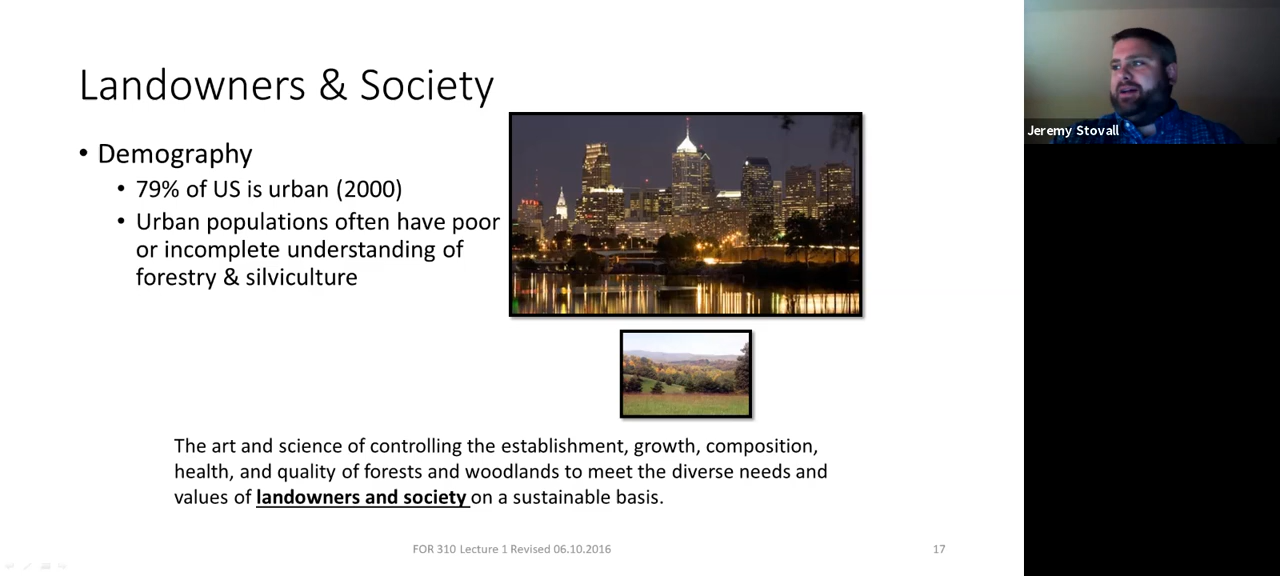 Landowners & Society
• Demography
• 79% of US is urban (2000)
• Urban populations often have poor
or incomplete understanding of
forestry & silviculture
The art and science of controlling the establishment, growth, composition,
health, and quality of forests and woodlands to meet the diverse needs and
values of landowners and society on a sustainable basis.
FOR 310 Lecture 1 Revised 06.10.2016
17
Jeremy Stovall